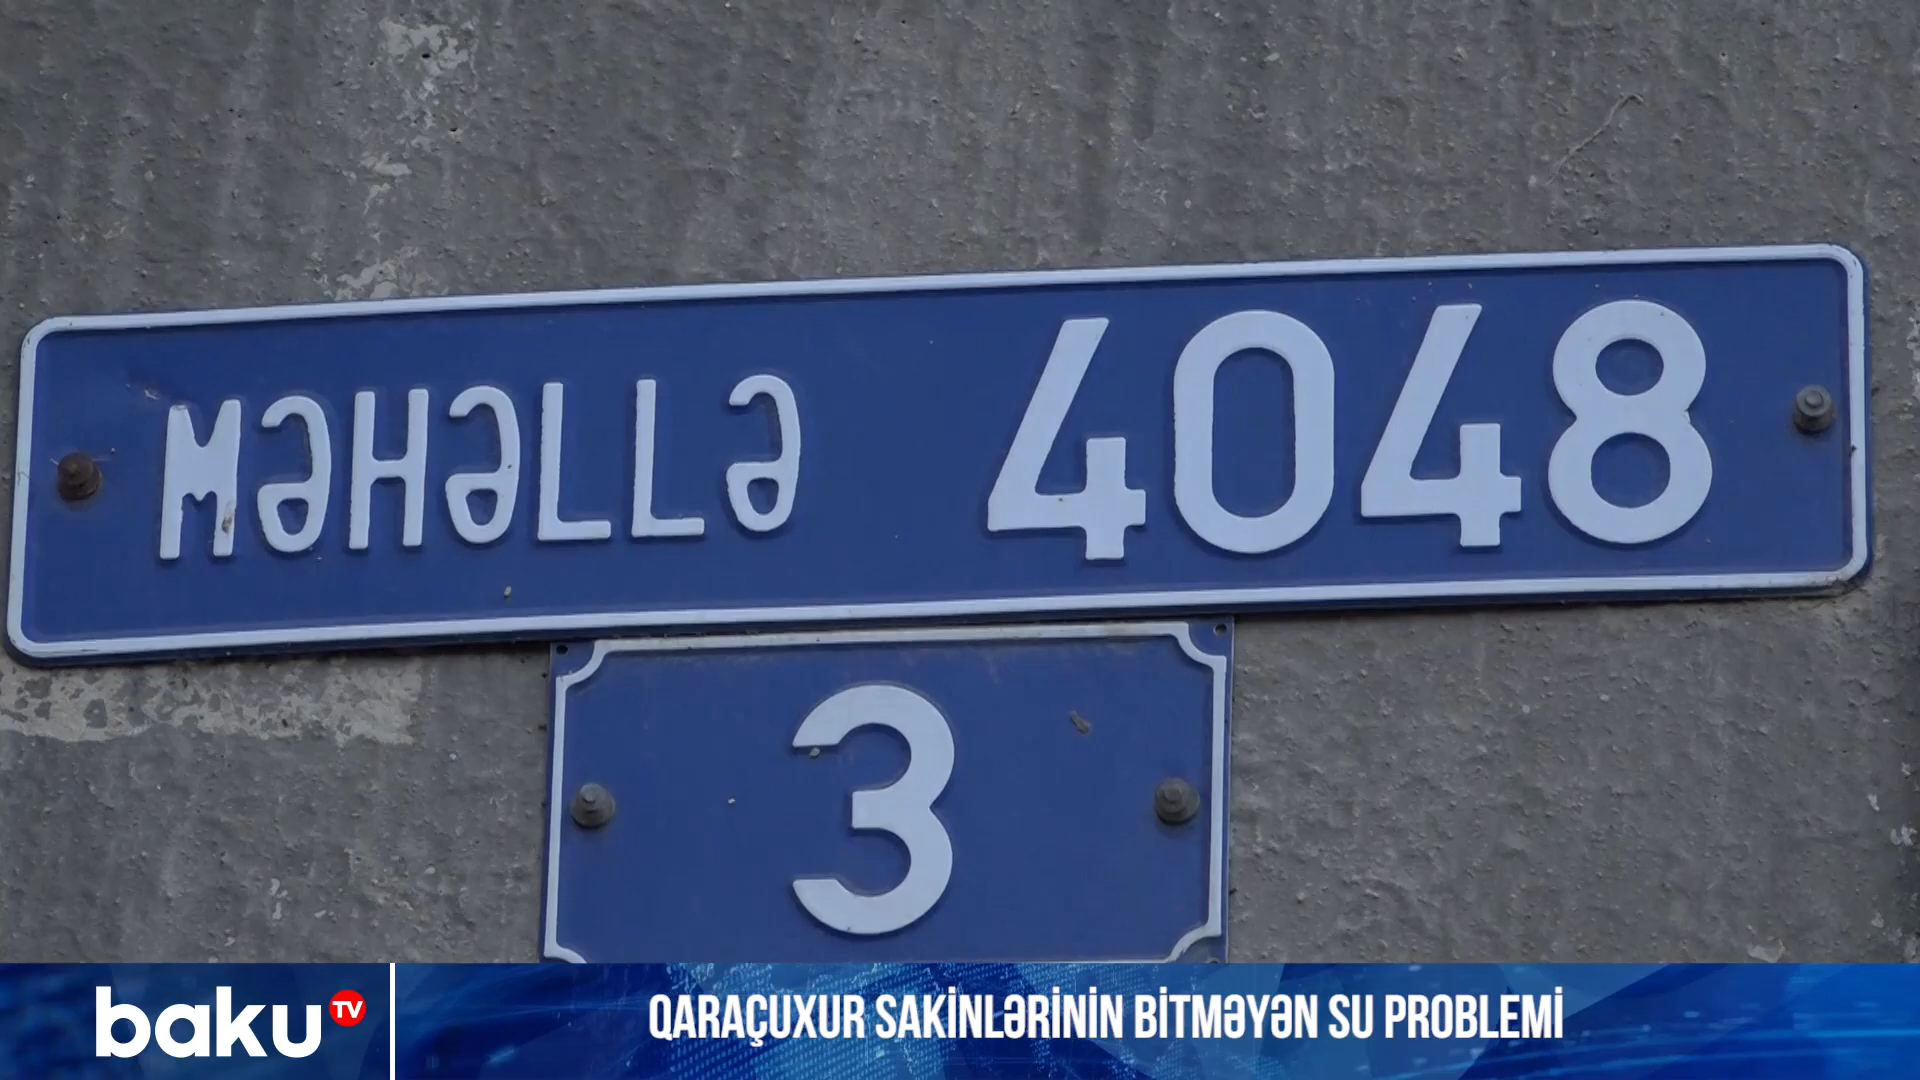 MƏHƏLLƏ 4048
3
baku TV
QARAÇUXUR SAKİNLƏRİNİN BİTMƏYƏN SU PROBLEMİ